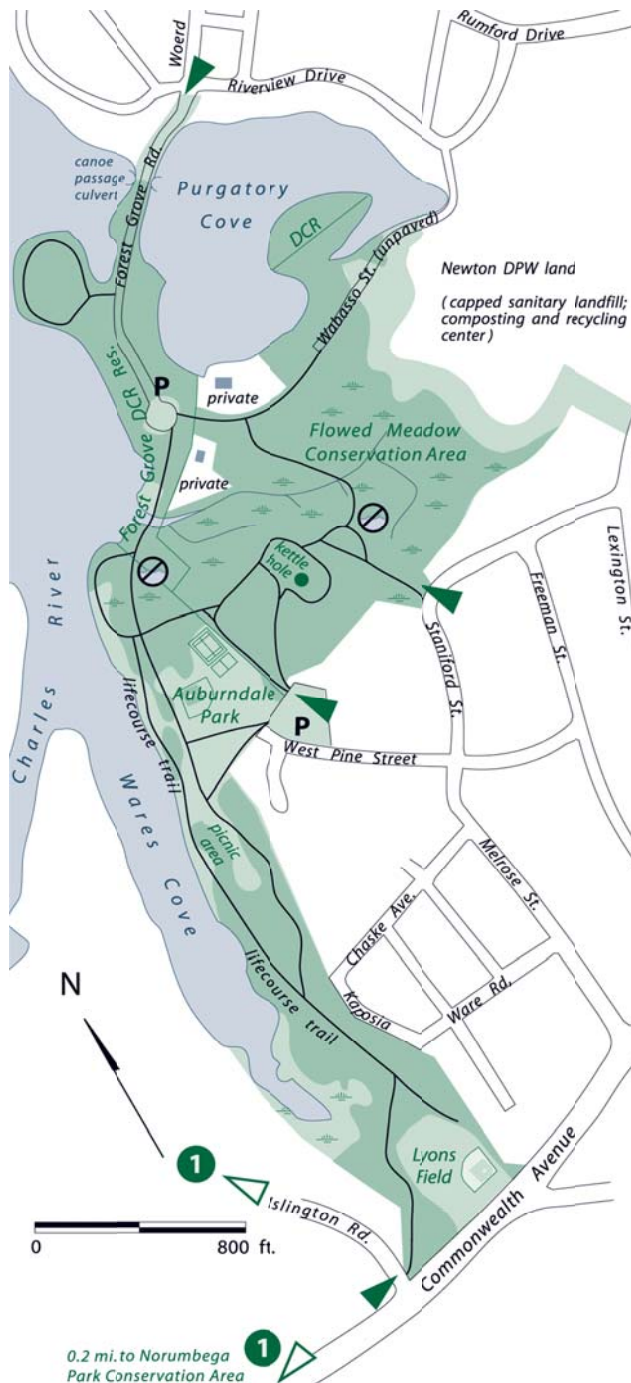 Woerd
Rumford Drive
Riverview Drive
canoe
passage
culvert
Forest Grove Rd.
Purgatory
Cove
DCR
Wabasso St. (unpaved)
Newton DPW land
(capped sanitary landfill;
composting and recycling
center)
P
private
Forest Grove DCR Res.
Flowed Meadow
Conservation Area
private
kettle
hole
Lexington St.
Freeman St.
Staniford St.
Charles River
lifecourse trail
Auburndale
Park
P
West Pine Street
Wares Cove
picnic
area
Melrose St.
Chaske Ave.
Ware Rd.
Kaposia
lifecourse trail
N
1
Lyons
Field
Commonwealth Avenue
Islington Rd.
0 800 ft.
1
0.2 mi. to Norumbega
Park Conservation Area